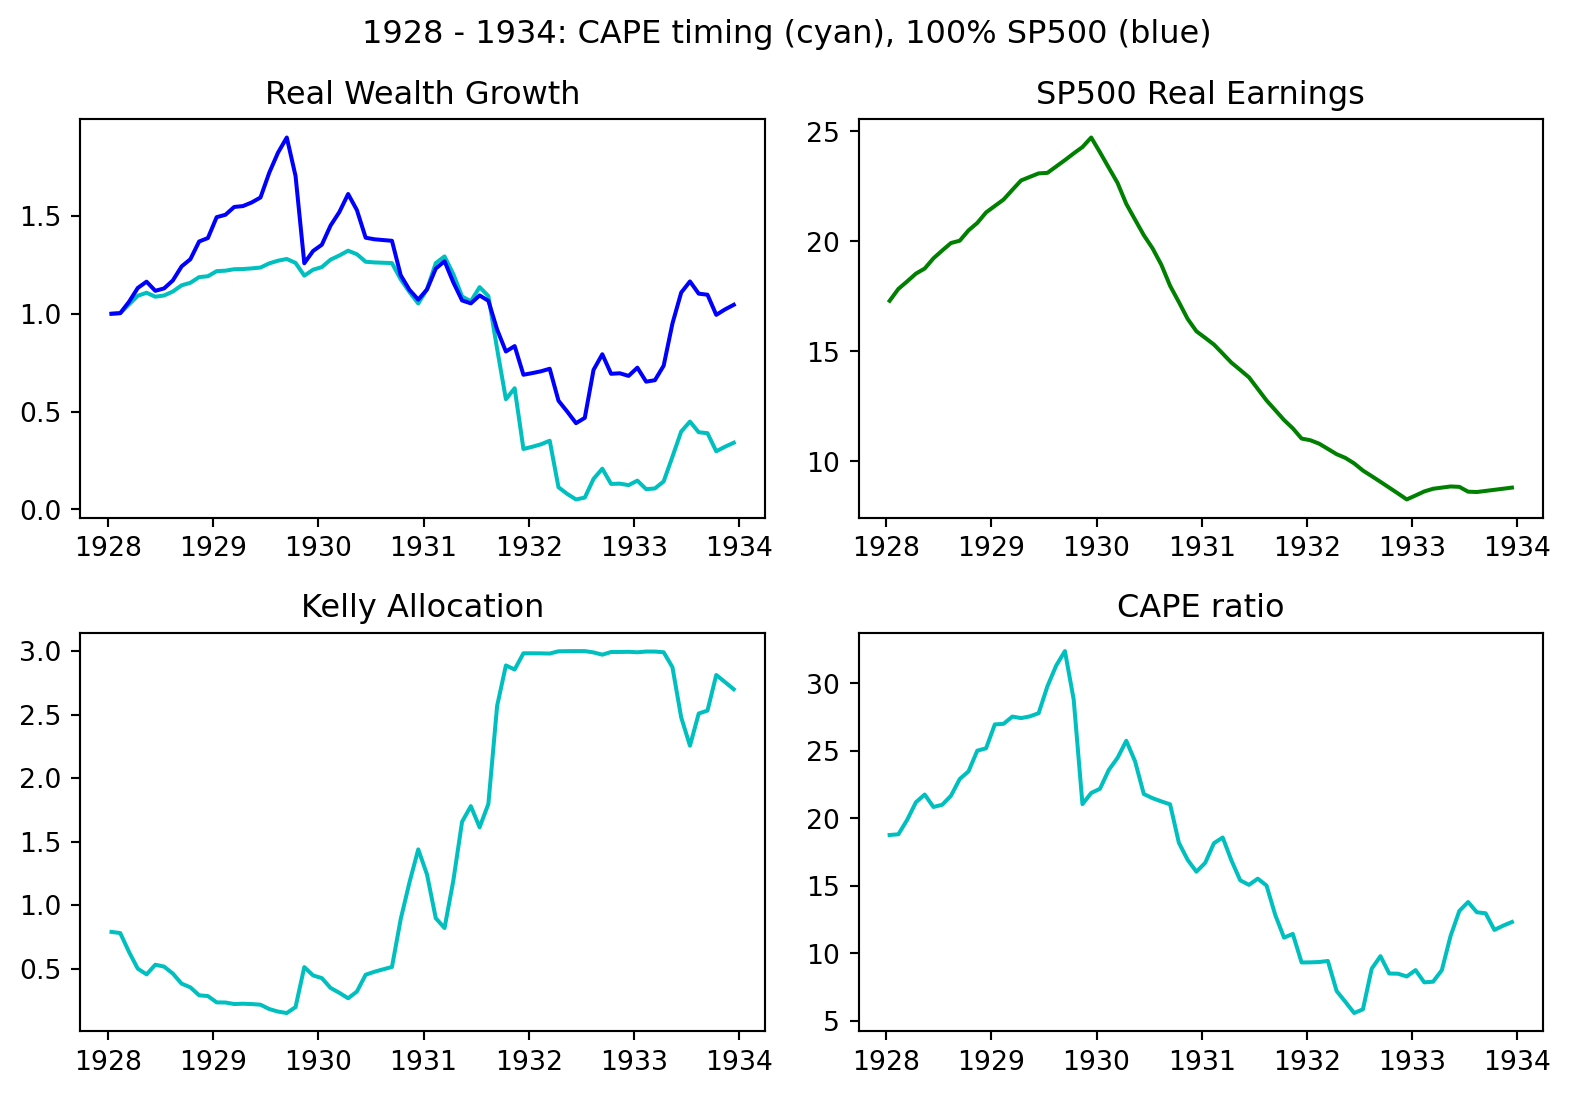 1928 - 1934: CAPE timing (cyan), 100% SP500 (blue)
Real Wealth Growth
1.5
1.0
0.5
0.0
1928 1929 1930 1931 1932 1933 1934
SP500 Real Earnings
25
20
15
10
1928 1929 1930 1931 1932 1933 1934
Kelly Allocation
3.0
2.5
2.0
1.5
1.0
0.5
1928 1929 1930 1931 1932 1933 1934
CAPE ratio
30
25
20
15
10
5
1928 1929 1930 1931 1932 1933 1934